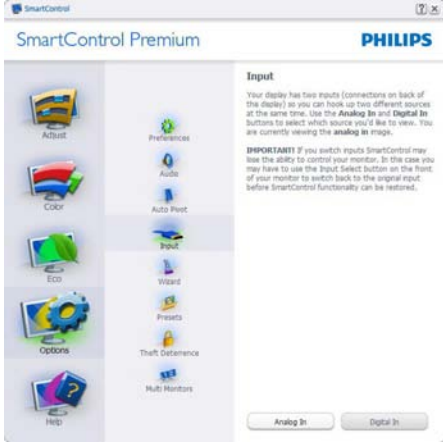 SmartControl
SmartControl Premium
PHILIPS
Adjust
Color
Eco
Options
Help
Preferences
Audio
Auto Pivot
Input
Wizard
Presets
Theft Deterrence
Multi Monitors
Input
Your display has two inputs (connections on back of
the display) so you can hook up two different sources
at the same time. Use the Analog In and Digital In
buttons to select which source you'd like to view. You
are currently viewing the analog in image.
IMPORTANT! If you switch inputs SmartControl may
lose the ability to control your monitor. In the case you
may have to use the Input Select button on the front
of your monitor to switch back to the original input
before SmartControl functionality can be restored.
Analog In
Digital In